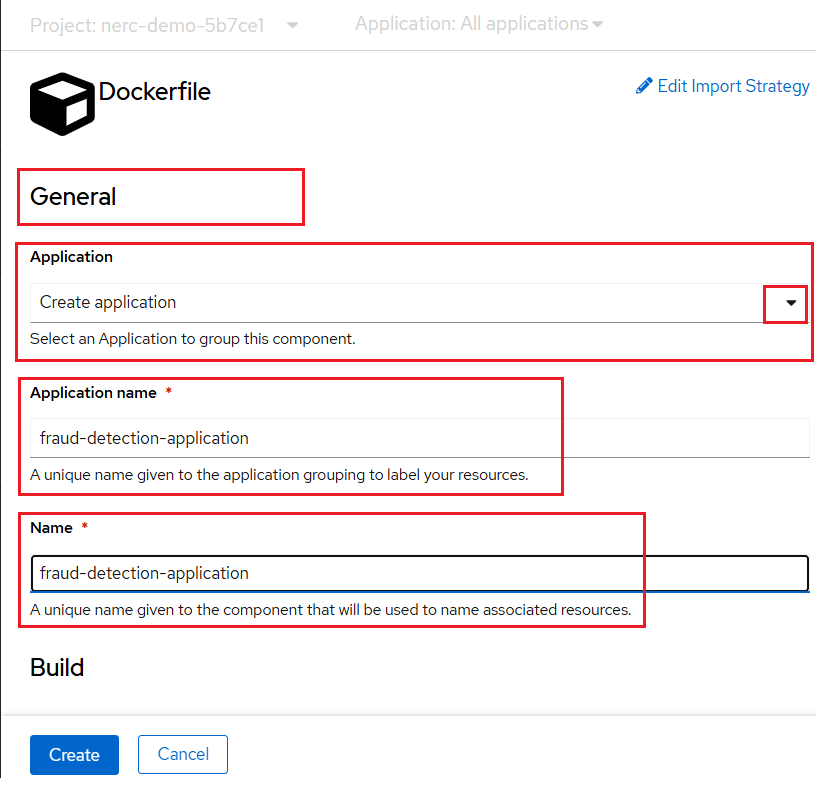 Project: nerc-demo-5b7ce1 Application: All applications
Dockerfile
Edit Import Strategy
General
Application
Create application
Select an Application to group this component.
Application name *
fraud-detection-application
A unique name given to the application grouping to label your resources.
Name *
fraud-detection-application
A unique name given to the component that will be used to name associated resources.
Build
Create Cancel